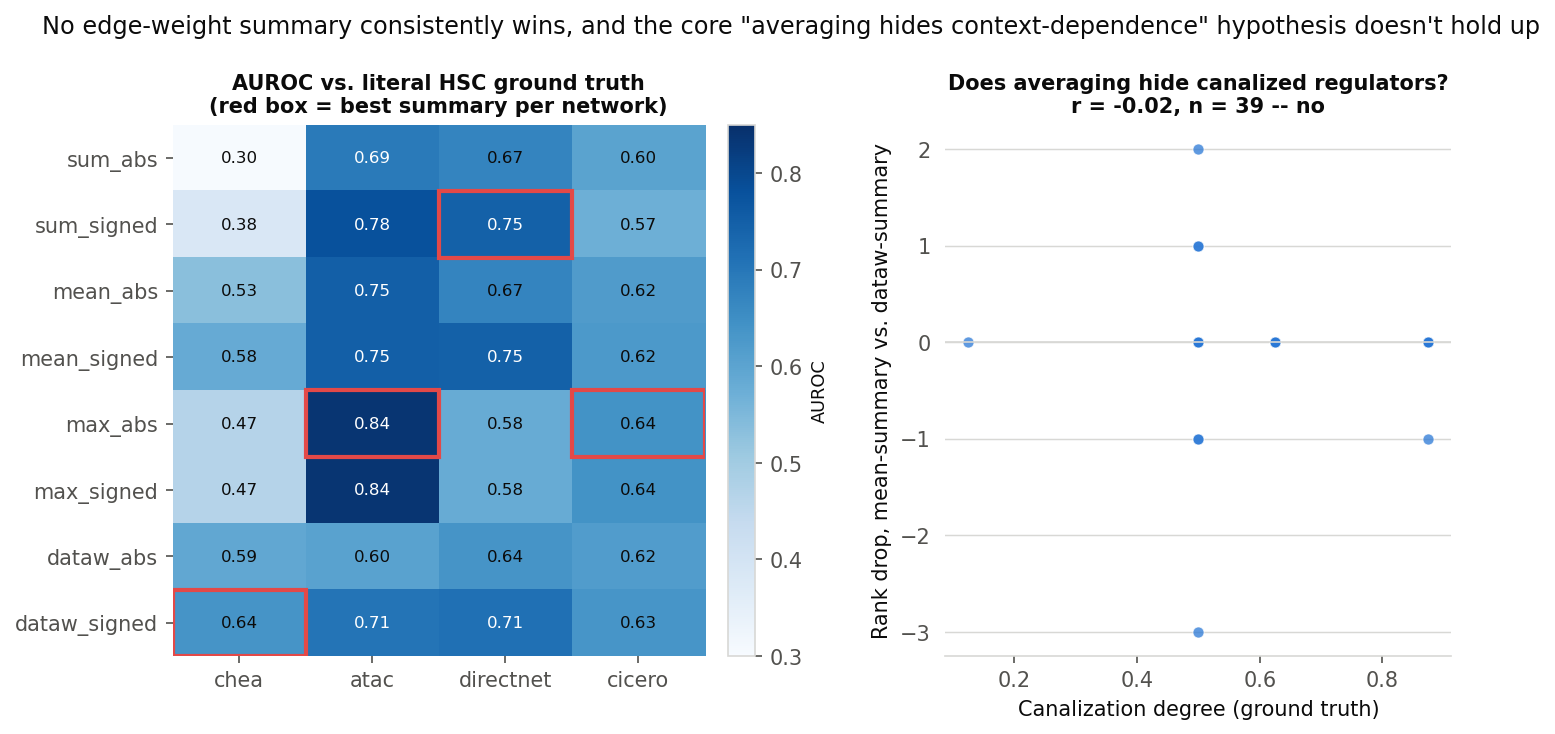 No edge-weight summary consistently wins, and the core "averaging hides context-dependence" hypothesis doesn't hold up
AUROC vs. literal HSC ground truth
(red box = best summary per network)
sum_abs 0.30 0.69 0.67 0.60
sum_signed 0.38 0.78 0.75 0.57
mean_abs 0.53 0.75 0.67 0.62
mean_signed 0.58 0.75 0.75 0.62
max_abs 0.47 0.84 0.58 0.64
max_signed 0.47 0.84 0.58 0.64
dataw_abs 0.59 0.60 0.64 0.62
dataw_signed 0.64 0.71 0.71 0.63
chea atac directnet cicero
0.8
0.7
0.6
0.5
0.4
0.3
AUROC
Does averaging hide canalized regulators?
r = -0.02, n = 39 -- no
Rank drop, mean-summary vs. dataw-summary
2
1
0
−1
−2
−3
0.2 0.4 0.6 0.8
Canalization degree (ground truth)